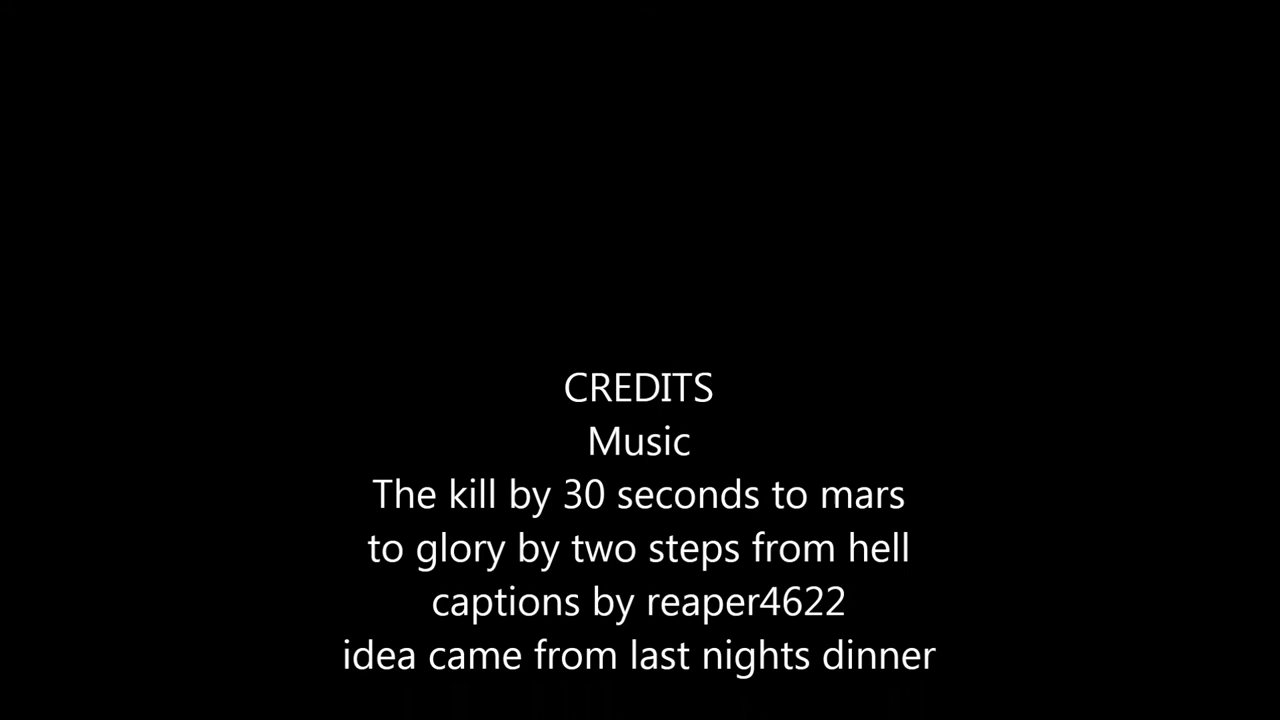 CREDITS
Music
The kill by 30 seconds to mars
to glory by two steps from hell
captions by reaper4622
idea came from last nights dinner